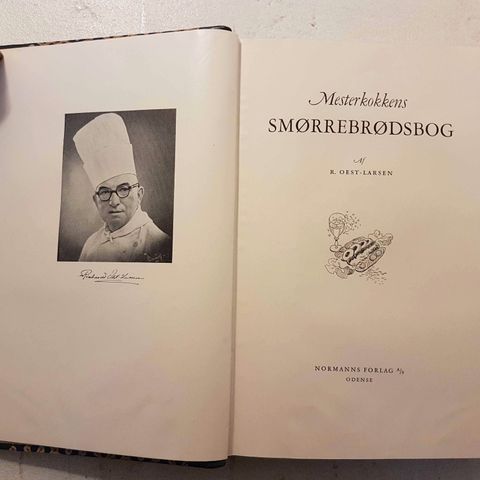 Mesterkokkens
SMØRREBRØDSBOG
Af
R. OEST-LARSEN
NORMANNS FORLAG A/S
ODENSE